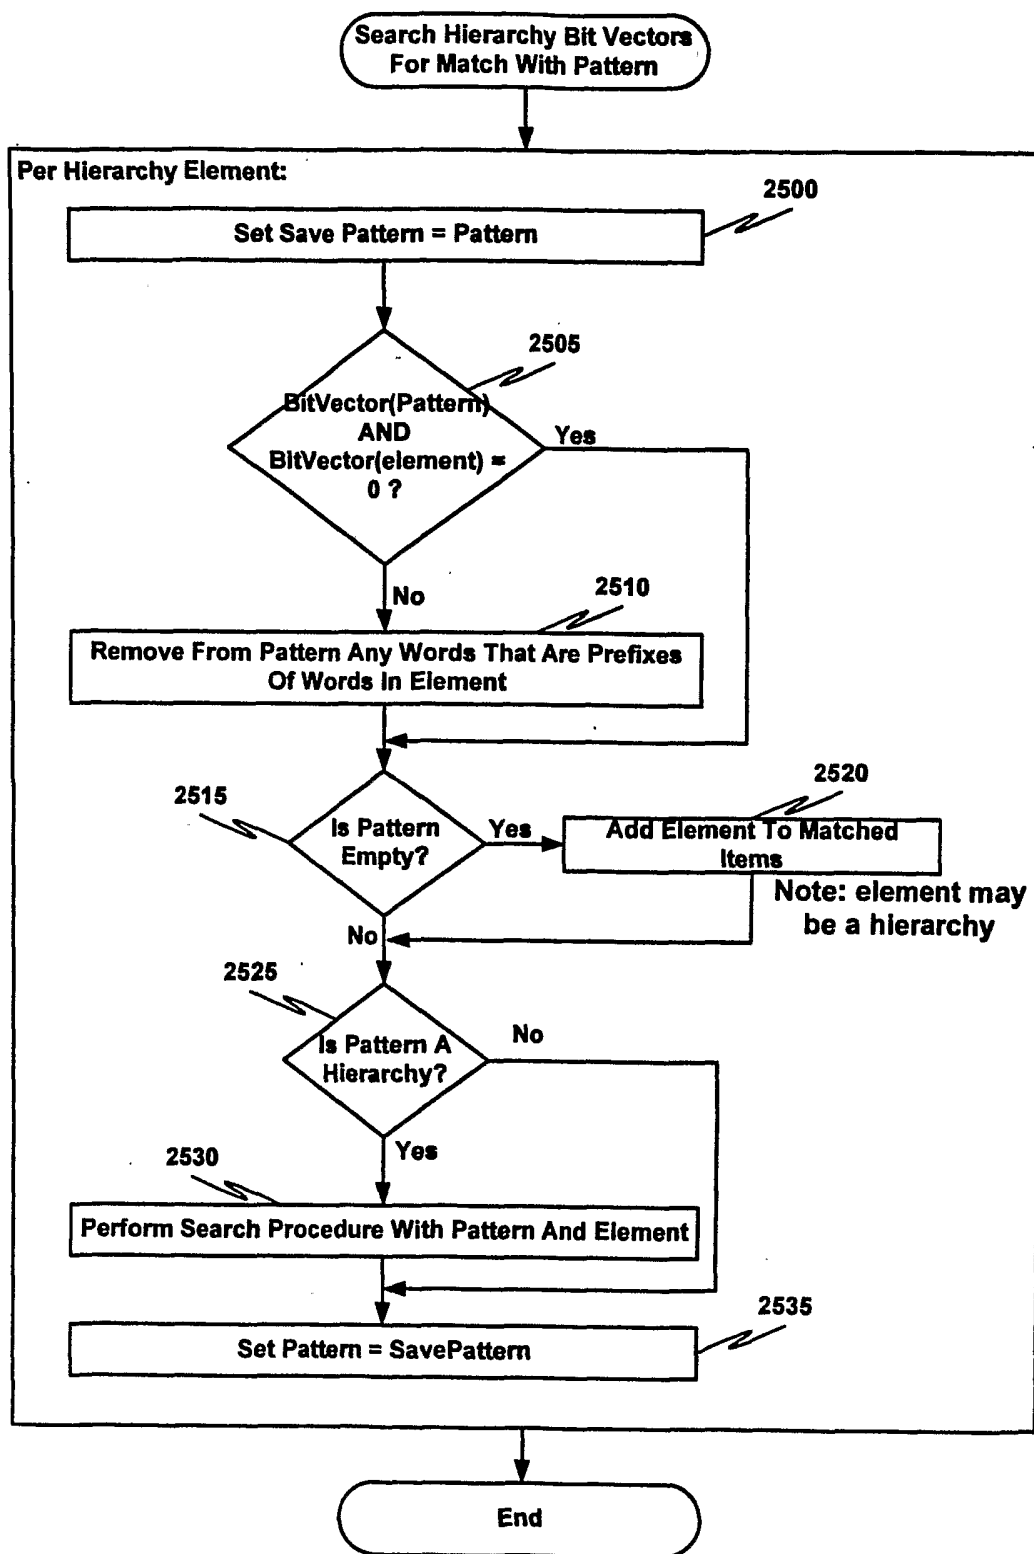 Search Hierarchy Bit Vectors
For Match With Pattern
Per Hierarchy Element:
2500
Set Save Pattern = Pattern
2505
BitVector(Pattern)
AND
BitVector(element) =
0 ?
Yes
No
2510
Remove From Pattern Any Words That Are Prefixes
Of Words In Element
2515
Is Pattern
Empty?
Yes
2520
Add Element To Matched
Items
Note: element may
be a hierarchy
No
2525
Is Pattern A
Hierarchy?
No
Yes
2530
Perform Search Procedure With Pattern And Element
2535
Set Pattern = SavePattern
End